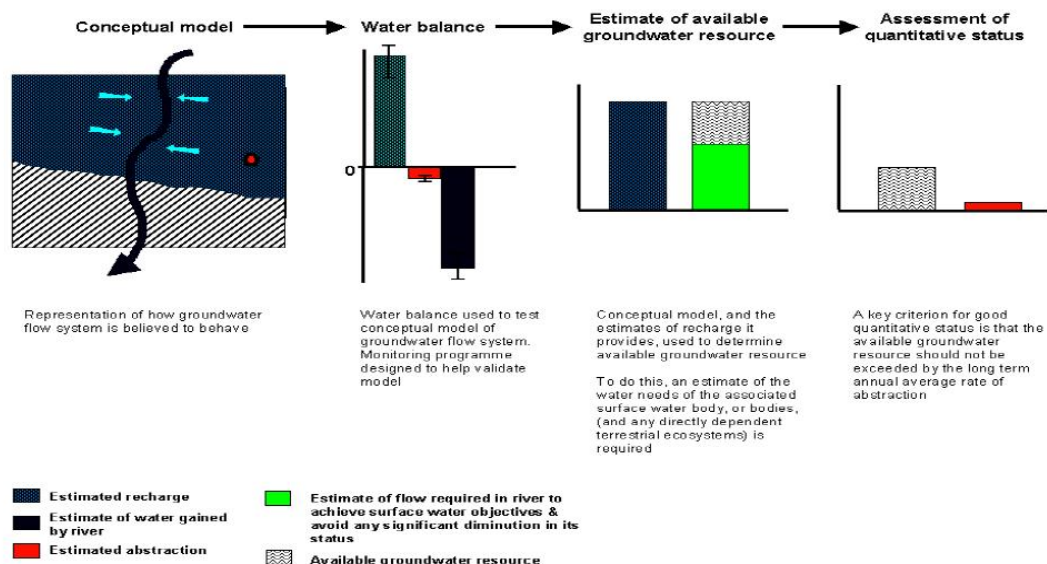 Conceptual model
Water balance
Estimate of available
groundwater resource
Assessment of
quantitative status
0
Representation of how groundwater
flow system is believed to behave
Water balance used to test
conceptual model of
groundwater flow system.
Monitoring programme
designed to help validate
model
Conceptual model, and the
estimates of recharge it
provides, used to determine
available groundwater resource
To do this, an estimate of the
water needs of the associated
surface water body, or bodies,
(and any directly dependent
terrestrial ecosystems) is
required
A key criterion for good
quantitative status is that the
available groundwater
resource should not be
exceeded by the long term
annual average rate of
abstraction
Estimated recharge
Estimate of water gained
by river
Estimated abstraction
Estimate of flow required in river to
achieve surface water objectives &
avoid any significant diminution in its
status
Available groundwater resource